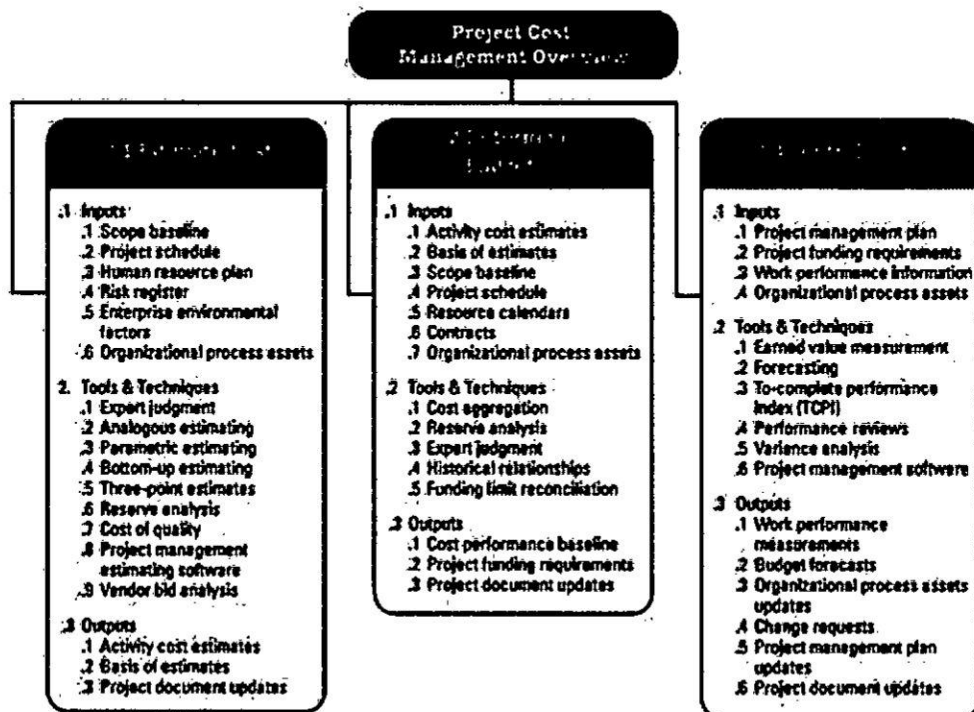 Project Cost
Management Overview
.1 Inputs
.1 Scope baseline
.2 Project schedule
.3 Human resource plan
.4 Risk register
.5 Enterprise environmental
factors
.6 Organizational process assets
2. Tools & Techniques
.1 Expert judgment
.2 Analogous estimating
.3 Parametric estimating
.4 Bottom-up estimating
.5 Three-point estimates
.6 Reserve analysis
.7 Cost of quality
.8 Project management
estimating software
.9 Vendor bid analysis
.3 Outputs
.1 Activity cost estimates
.2 Basis of estimates
.3 Project document updates
.1 Inputs
.1 Activity cost estimates
.2 Basis of estimates
.3 Scope baseline
.4 Project schedule
.5 Resource calendars
.6 Contracts
.7 Organizational process assets
.2 Tools & Techniques
.1 Cost aggregation
.2 Reserve analysis
.3 Expert judgment
.4 Historical relationships
.5 Funding limit reconciliation
.3 Outputs
.1 Cost performance baseline
.2 Project funding requirements
.3 Project document updates
.1 Inputs
.1 Project management plan
.2 Project funding requirements
.3 Work performance information
.4 Organizational process assets
.2 Tools & Techniques
.1 Earned value measurement
.2 Forecasting
.3 To-complete performance
index (TCPI)
.4 Performance reviews
.5 Variance analysis
.6 Project management software
.3 Outputs
.1 Work performance
measurements
.2 Budget forecasts
.3 Organizational process assets
updates
.4 Change requests
.5 Project management plan
updates
.6 Project document updates